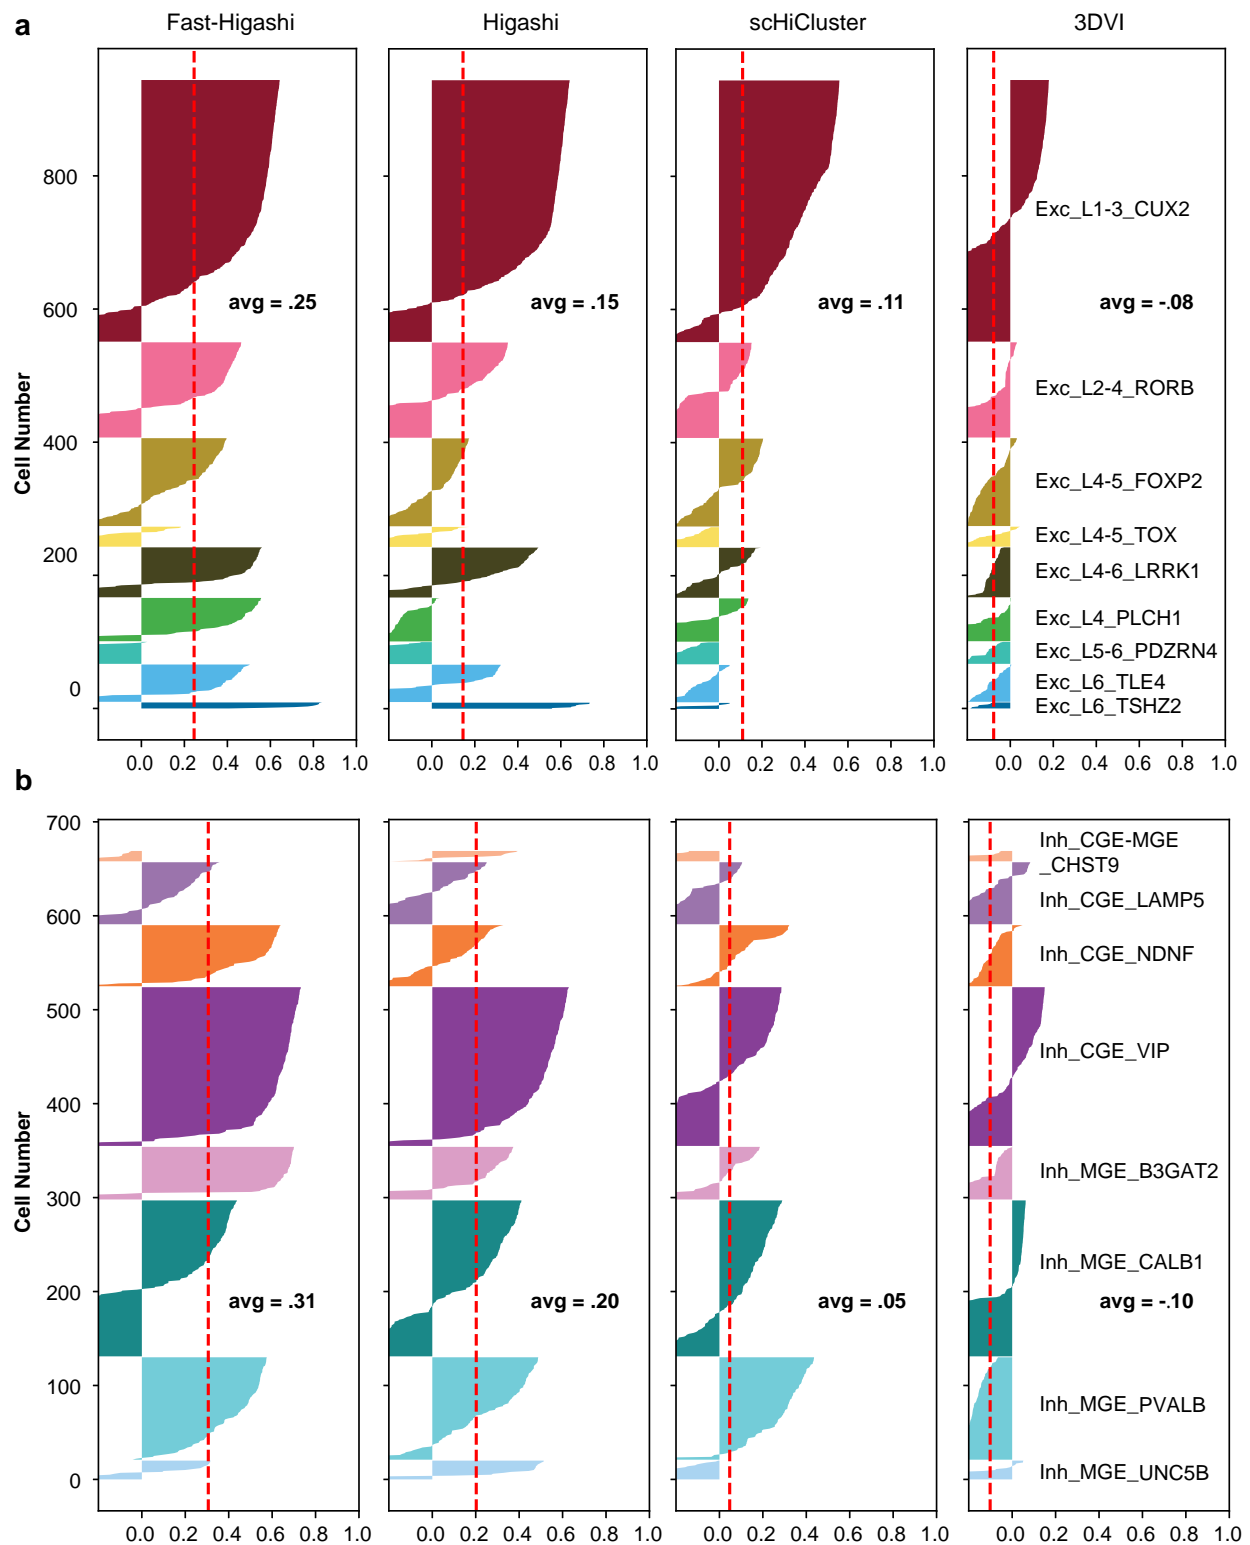 a
Fast-Higashi
Higashi
scHiCluster
3DVI
Cell Number
800
600
400
200
0
avg = .25
avg = .15
avg = .11
avg = -.08
Exc_L1-3_CUX2
Exc_L2-4_RORB
Exc_L4-5_FOXP2
Exc_L4-5_TOX
Exc_L4-6_LRRK1
Exc_L4_PLCH1
Exc_L5-6_PDZRN4
Exc_L6_TLE4
Exc_L6_TSHZ2
0.0 0.2 0.4 0.6 0.8 1.0
0.0 0.2 0.4 0.6 0.8 1.0
0.0 0.2 0.4 0.6 0.8 1.0
0.0 0.2 0.4 0.6 0.8 1.0
b
Cell Number
700
600
500
400
300
200
100
0
avg = .31
avg = .20
avg = .05
Inh_CGE-MGE
_CHST9
Inh_CGE_LAMP5
Inh_CGE_NDNF
Inh_CGE_VIP
Inh_MGE_B3GAT2
Inh_MGE_CALB1
avg = -.10
Inh_MGE_PVALB
Inh_MGE_UNC5B
0.0 0.2 0.4 0.6 0.8 1.0
0.0 0.2 0.4 0.6 0.8 1.0
0.0 0.2 0.4 0.6 0.8 1.0
0.0 0.2 0.4 0.6 0.8 1.0